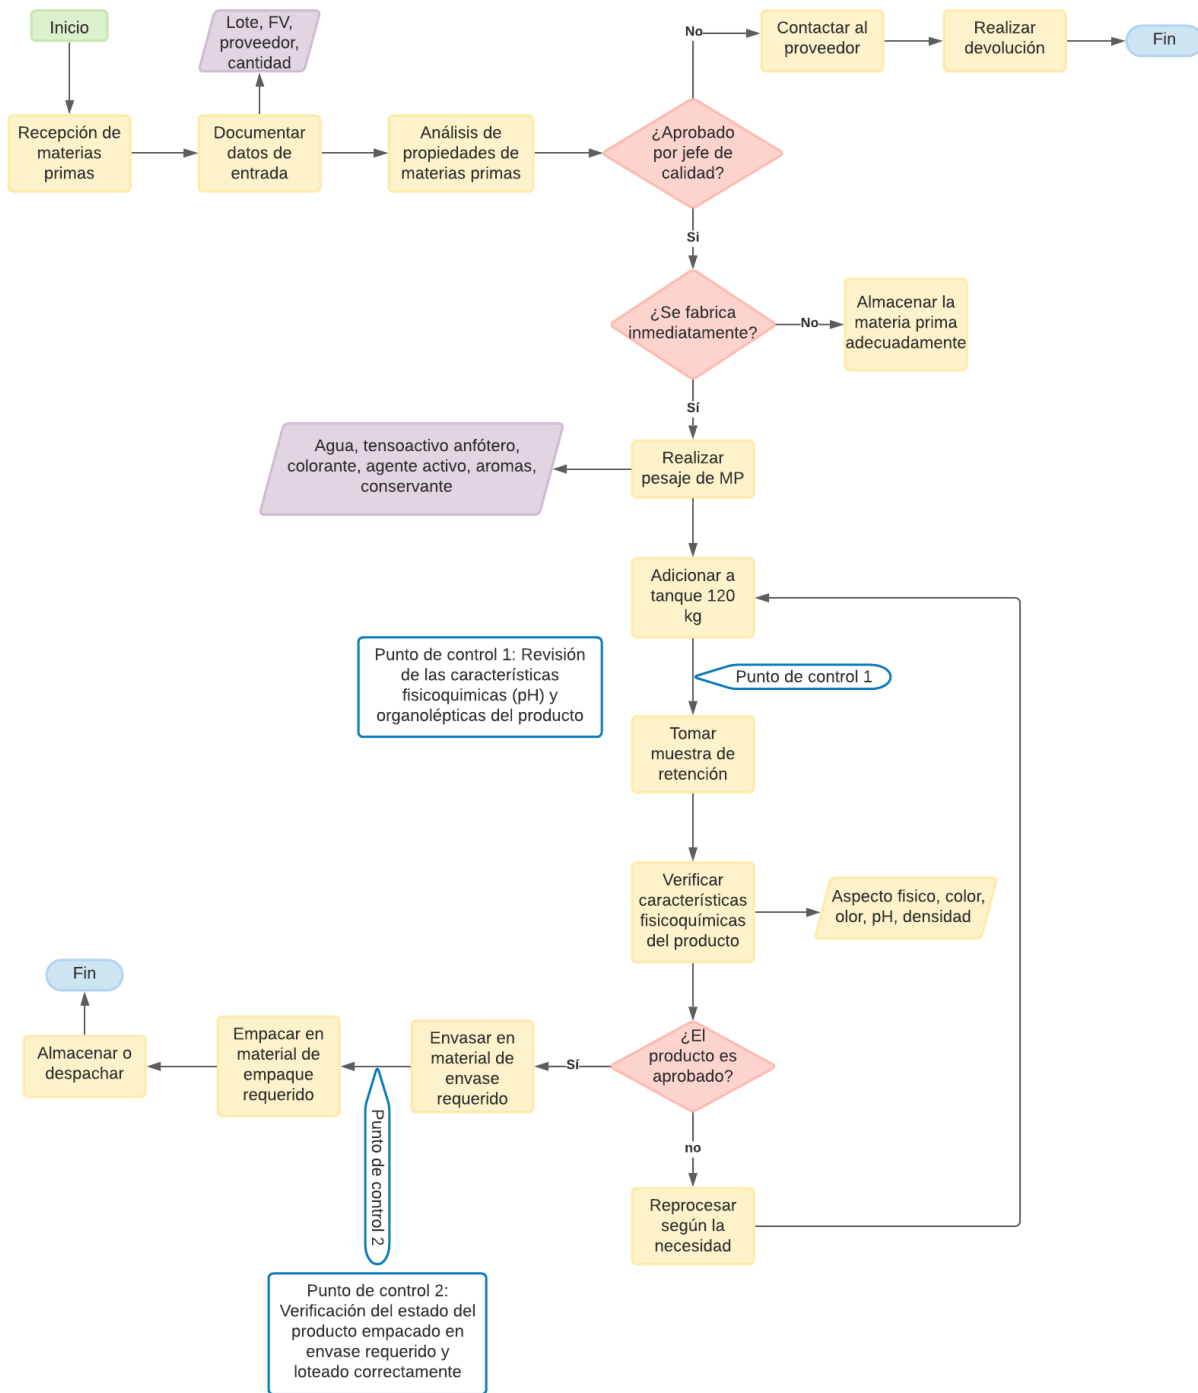 Inicio
Lote, FV,
proveedor,
cantidad
No
Contactar al
proveedor
Realizar
devolución
Fin
Recepción de
materias
primas
Documentar
datos de
entrada
Análisis de
propiedades de
materias primas
¿Aprobado
por jefe de
calidad?
Si
¿Se fabrica
inmediatamente?
No
Almacenar la
materia prima
adecuadamente
Sí
Agua, tensoactivo anfótero,
colorante, agente activo, aromas,
conservante
Realizar
pesaje de MP
Adicionar a
tanque 120
kg
Punto de control 1: Revisión
de las características
fisicoquimicas (pH) y
organolépticas del producto
Punto de control 1
Tomar
muestra de
retención
Verificar
características
fisicoquímicas
del producto
Aspecto fisico, color,
olor, pH, densidad
¿El
producto es
aprobado?
Sí
Envasar en
material de
envase
requerido
Empacar en
material de
empaque
requerido
Almacenar o
despachar
Fin
Punto de control 2
no
Reprocesar
según la
necesidad
Punto de control 2:
Verificación del estado del
producto empacado en
envase requerido y
loteado correctamente